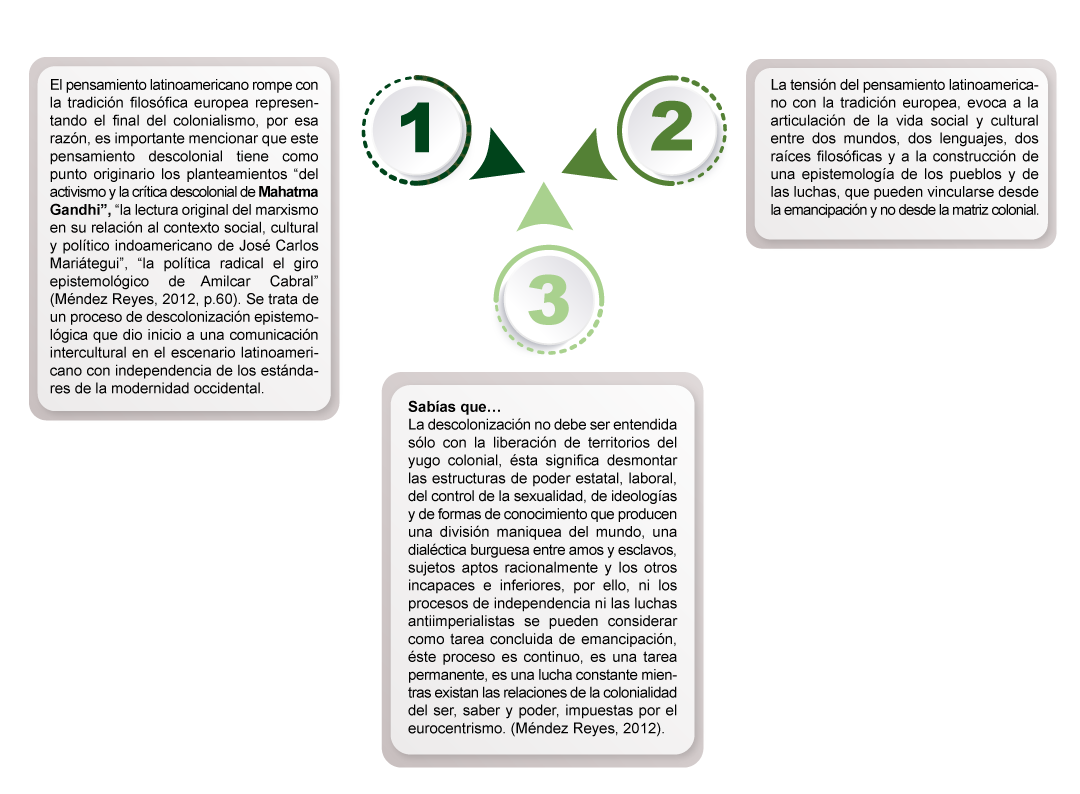 El pensamiento latinoamericano rompe con
la tradición filosófica europea represen-
tando el final del colonialismo, por esa
razón, es importante mencionar que este
pensamiento descolonial tiene como
punto originario los planteamientos “del
activismo y la crítica descolonial de Mahatma
Gandhi”, “la lectura original del marxismo
en su relación al contexto social, cultural
y político indoamericano de José Carlos
Mariátegui”, “la política radical el giro
epistemológico de Amilcar Cabral”
(Méndez Reyes, 2012, p.60). Se trata de
un proceso de descolonización epistemo-
lógica que dio inicio a una comunicación
intercultural en el escenario latinoameri-
cano con independencia de los estánda-
res de la modernidad occidental.
1
2
La tensión del pensamiento latinoamerica-
no con la tradición europea, evoca a la
articulación de la vida social y cultural
entre dos mundos, dos lenguajes, dos
raíces filosóficas y a la construcción de
una epistemología de los pueblos y de
las luchas, que pueden vincularse desde
la emancipación y no desde la matriz colonial.
3
Sabías que…
La descolonización no debe ser entendida
sólo con la liberación de territorios del
yugo colonial, ésta significa desmontar
las estructuras de poder estatal, laboral,
del control de la sexualidad, de ideologías
y de formas de conocimiento que producen
una división maniquea del mundo, una
dialéctica burguesa entre amos y esclavos,
sujetos aptos racionalmente y los otros
incapaces e inferiores, por ello, ni los
procesos de independencia ni las luchas
antiimperialistas se pueden considerar
como tarea concluida de emancipación,
éste proceso es continuo, es una tarea
permanente, es una lucha constante mien-
tras existan las relaciones de la colonialidad
del ser, saber y poder, impuestas por el
eurocentrismo. (Méndez Reyes, 2012).